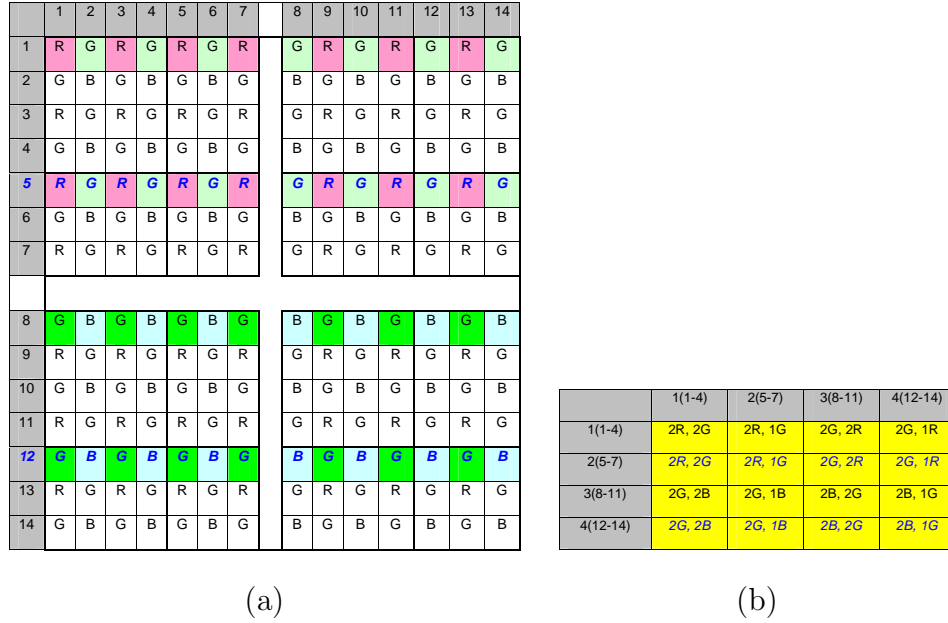 1 2 3 4 5 6 7 8 9 10 11 12 13 14
1 R G R G R G R G R G R G R G
2 G B G B G B G B G B G B G B
3 R G R G R G R G R G R G R G
4 G B G B G B G B G B G B G B
5 R G R G R G R G R G R G R G
6 G B G B G B G B G B G B G B
7 R G R G R G R G R G R G R G
8 G B G B G B G B G B G B G B
9 R G R G R G R G R G R G R G
10 G B G B G B G B G B G B G B
11 R G R G R G R G R G R G R G
12 G B G B G B G B G B G B G B
13 R G R G R G R G R G R G R G
14 G B G B G B G B G B G B G B
(a)
1(1-4) 2(5-7) 3(8-11) 4(12-14)
1(1-4) 2R, 2G 2R, 1G 2G, 2R 2G, 1R
2(5-7) 2R, 2G 2R, 1G 2G, 2R 2G, 1R
3(8-11) 2G, 2B 2G, 1B 2B, 2G 2B, 1G
4(12-14) 2G, 2B 2G, 1B 2B, 2G 2B, 1G
(b)